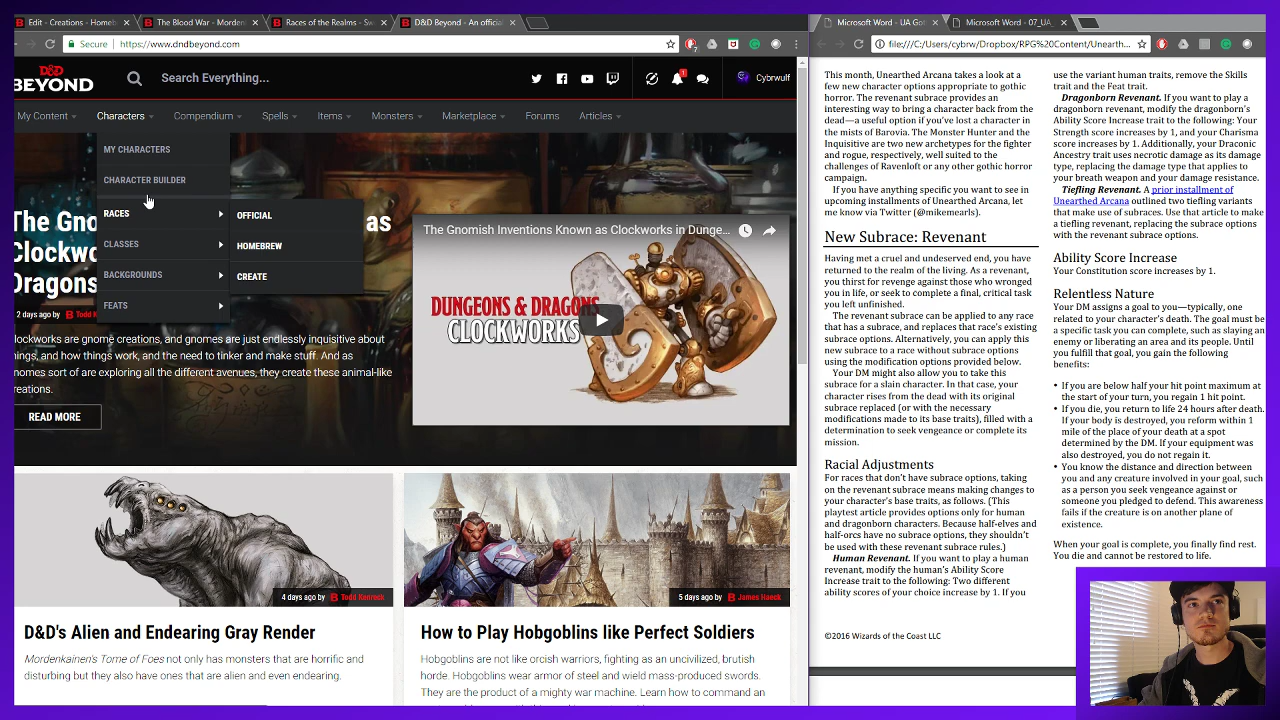 Edit - Creations - Homeb
The Blood War - Morden
Races of the Realms - Sw
D&D Beyond - An official
Secure
https://www.dndbeyond.com
D&D
BEYOND
Search Everything...
1
Cybrwulf
My Content
Characters
Compendium
Spells
Items
Monsters
Marketplace
Forums
Articles
MY CHARACTERS
CHARACTER BUILDER
RACES
OFFICIAL
CLASSES
HOMEBREW
BACKGROUNDS
CREATE
FEATS
The Gno
as
Clockwo
Dragons
2 days ago by Todd K
lockworks are gnome creations, and gnomes are just endlessly inquisitive about
hings, and how things work, and the need to tinker and make stuff. And as
nomes sort of are exploring all the different avenues, they create these animal-like
reations.
READ MORE
The Gnomish Inventions Known as Clockworks in Dunge...
DUNGEONS & DRAGONS
CLOCKWORKS
4 days ago by Todd Kenreck
D&D's Alien and Endearing Gray Render
Mordenkainen's Tome of Foes not only has monsters that are horrific and
disturbing but they also have ones that are alien and even endearing.
5 days ago by James Haeck
How to Play Hobgoblins like Perfect Soldiers
Hobgoblins are not like orcish warriors, fighting as an uncivilized, brutish
horde. Hobgoblins wear armor of steel and wield mass-produced swords.
They are the product of a mighty war machine. Learn how to command an
Microsoft Word - UA Got
Microsoft Word - 07_UA_
file:///C:/Users/cybrw/Dropbox/RPG%20Content/Unearth...
This month, Unearthed Arcana takes a look at a
few new character options appropriate to gothic
horror. The revenant subrace provides an
interesting way to bring a character back from the
dead—a useful option if you've lost a character in
the mists of Barovia. The Monster Hunter and the
Inquisitive are two new archetypes for the fighter
and rogue, respectively, well suited to the
challenges of Ravenloft or any other gothic horror
campaign.
If you have anything specific you want to see in
upcoming installments of Unearthed Arcana, let
me know via Twitter (@mikemearls).
New Subrace: Revenant
Having met a cruel and undeserved end, you have
returned to the realm of the living. As a revenant,
you thirst for revenge against those who wronged
you in life, or seek to complete a final, critical task
you left unfinished.
The revenant subrace can be applied to any race
that has a subrace, and replaces that race's existing
subrace options. Alternatively, you can apply this
new subrace to a race without subrace options
using the modification options provided below.
Your DM might also allow you to take this
subrace for a slain character. In that case, your
character rises from the dead with its original
subrace replaced (or with the necessary
modifications made to its base traits), filled with a
determination to seek vengeance or complete its
mission.
Racial Adjustments
For races that don't have subrace options, taking
on the revenant subrace means making changes to
your character's base traits, as follows. (This
playtest article provides options only for human
and dragonborn characters. Because half-elves and
half-orcs have no subrace options, they shouldn't
be used with these revenant subrace rules.)
Human Revenant. If you want to play a human
revenant, modify the human's Ability Score
Increase trait to the following: Two different
ability scores of your choice increase by 1. If you
©2016 Wizards of the Coast LLC
use the variant human traits, remove the Skills
trait and the Feat trait.
Dragonborn Revenant. If you want to play a
dragonborn revenant, modify the dragonborn's
Ability Score Increase trait to the following: Your
Strength score increases by 1, and your Charisma
score increases by 1. Additionally, your Draconic
Ancestry trait uses necrotic damage as its damage
type, replacing the damage type that applies to
your breath weapon and your damage resistance.
Tiefling Revenant. A prior installment of
Unearthed Arcana outlined two tiefling variants
that make use of subraces. Use that article to make
a tiefling revenant, replacing the subrace options
with the revenant subrace options.
Ability Score Increase
Your Constitution score increases by 1.
Relentless Nature
Your DM assigns a goal to you—typically, one
related to your character's death. The goal must be
a specific task you can complete, such as slaying an
enemy or liberating an area and its people. Until
you fulfill that goal, you gain the following
benefits:
• If you are below half your hit point maximum at
the start of your turn, you regain 1 hit point.
• If you die, you return to life 24 hours after death.
If your body is destroyed, you reform within 1
mile of the place of your death at a spot
determined by the DM. If your equipment was
also destroyed, you do not regain it.
• You know the distance and direction between
you and any creature involved in your goal, such
as a person you seek vengeance against or
someone you pledged to defend. This awareness
fails if the creature is on another plane of
existence.
When your goal is complete, you finally find rest.
You die and cannot be restored to life.